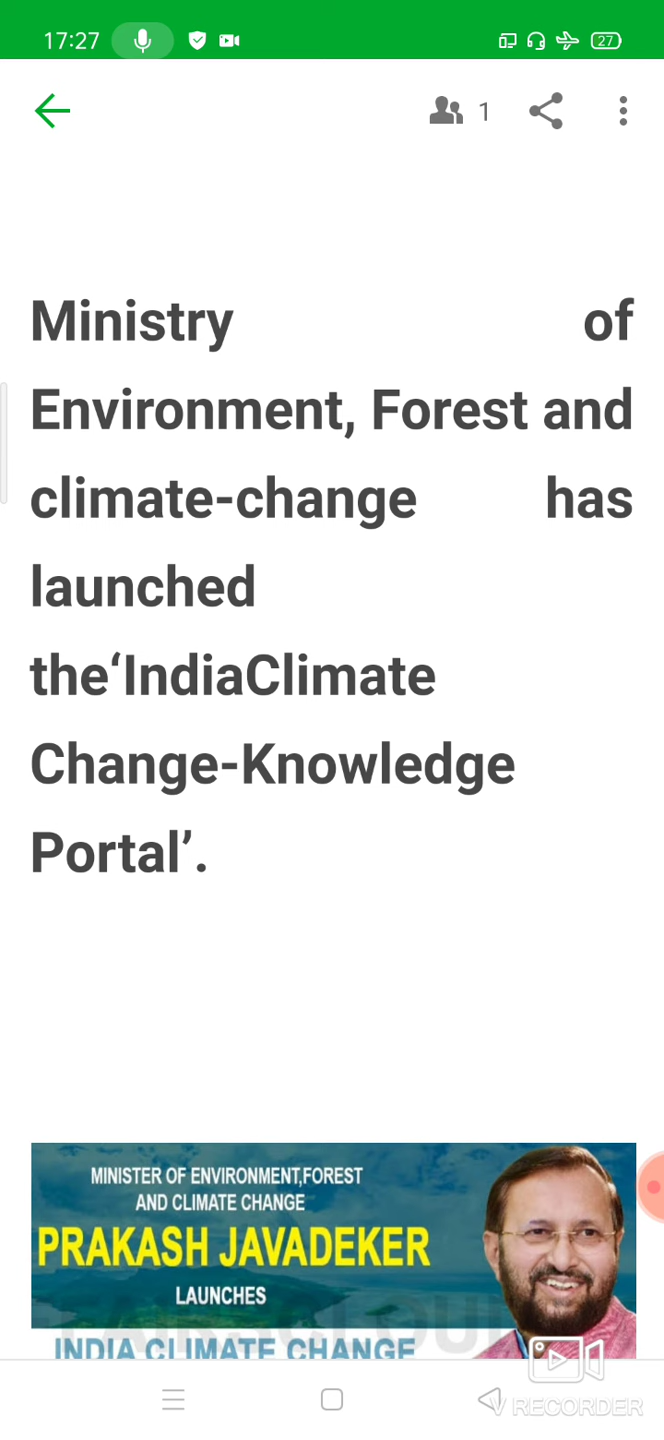 17:27 27
1
Ministry of
Environment, Forest and
climate-change has
launched
the‘IndiaClimate
Change-Knowledge
Portal’.
MINISTER OF ENVIRONMENT,FOREST
AND CLIMATE CHANGE
PRAKASH JAVADEKER
LAUNCHES
INDIA CLIMATE CHANGE
V RECORDER